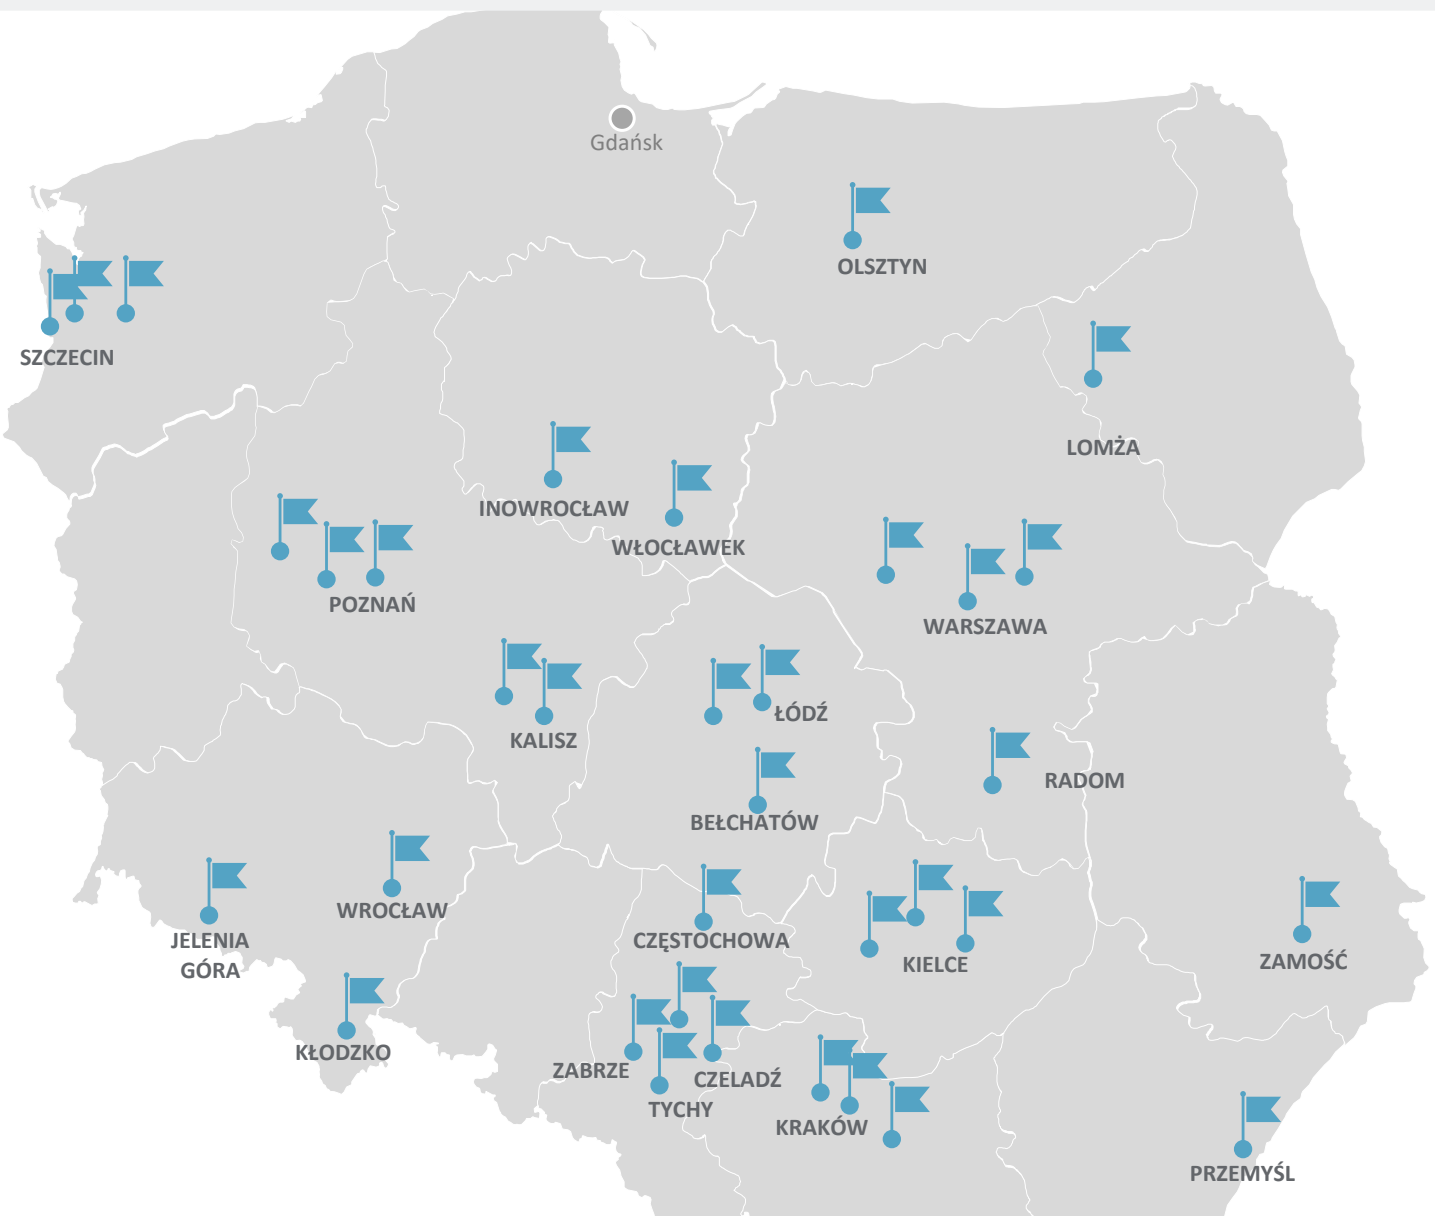 Gdańsk
OLSZTYN
SZCZECIN
LOMŻA
INOWROCŁAW
WŁOCŁAWEK
POZNAŃ
WARSZAWA
ŁÓDŹ
KALISZ
RADOM
BEŁCHATÓW
WROCŁAW
JELENIA
GÓRA
CZĘSTOCHOWA
KIELCE
ZAMOŚĆ
KŁODZKO
ZABRZE
CZELADŹ
TYCHY
KRAKÓW
PRZEMYŚL